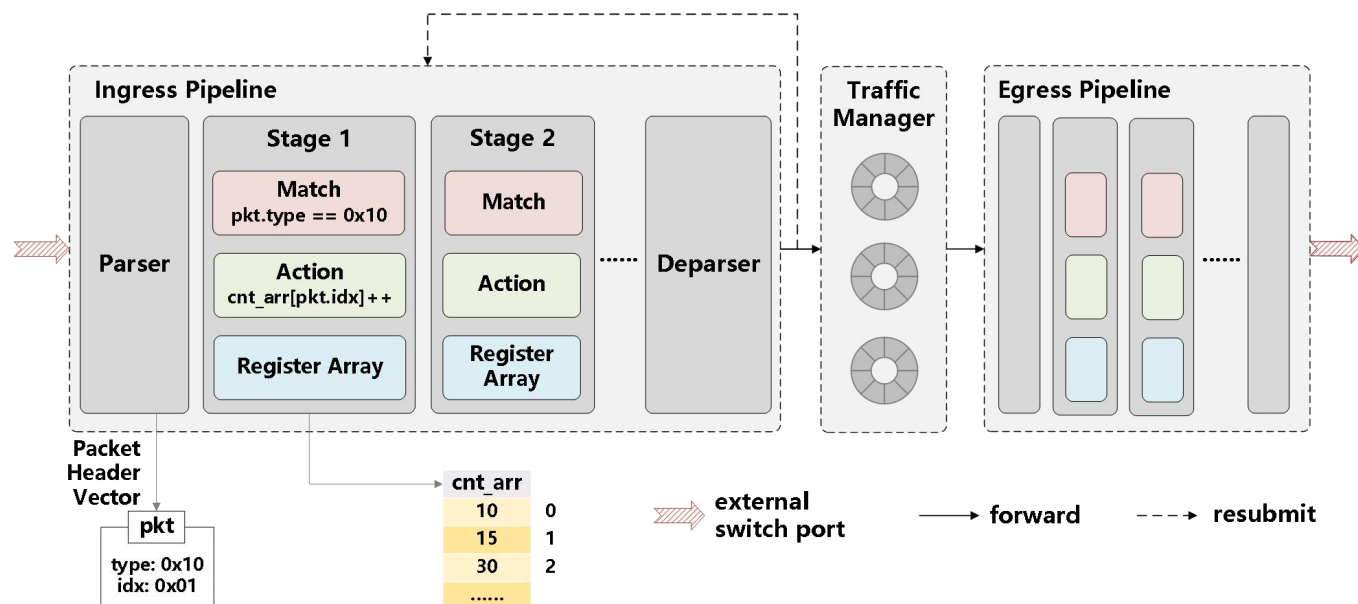 Ingress Pipeline
Parser
Stage 1
Match
pkt.type == 0x10
Action
cnt_arr[pkt.idx]++
Register Array
Stage 2
Match
Action
Register
Array
......
Deparser
Traffic
Manager
Egress Pipeline
......
Packet
Header
Vector
pkt
type: 0x10
idx: 0x01
cnt_arr
10 0
15 1
30 2
......
external
switch port
forward
resubmit